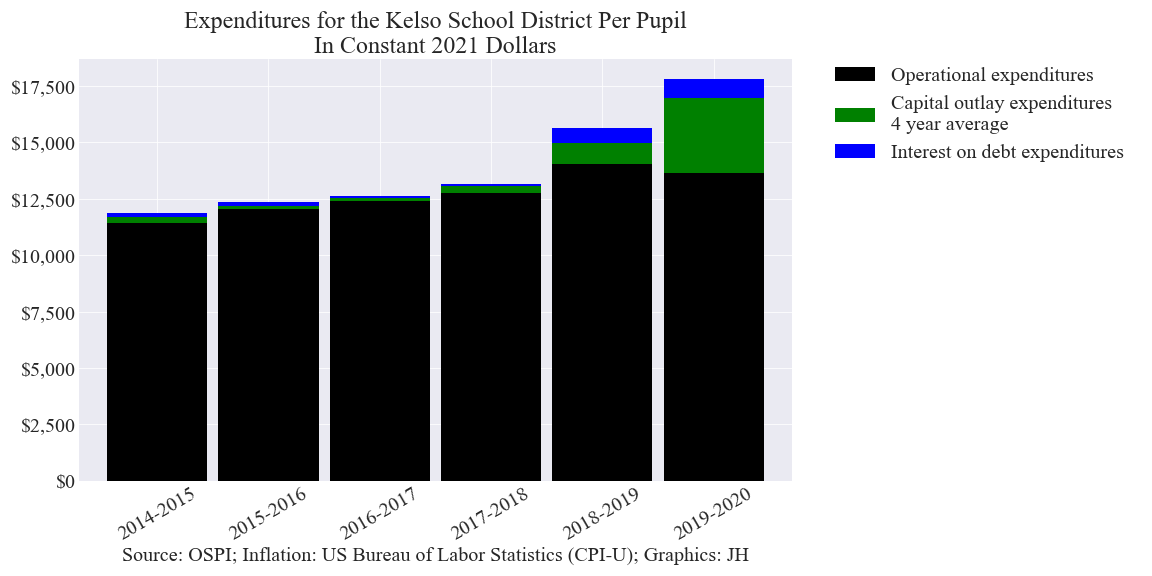 Expenditures for the Kelso School District Per Pupil
In Constant 2021 Dollars
$17,500
$15,000
$12,500
$10,000
$7,500
$5,000
$2,500
$0
2014-2015
2015-2016
2016-2017
2017-2018
2018-2019
2019-2020
Source: OSPI; Inflation: US Bureau of Labor Statistics (CPI-U); Graphics: JH
Operational expenditures
Capital outlay expenditures
4 year average
Interest on debt expenditures